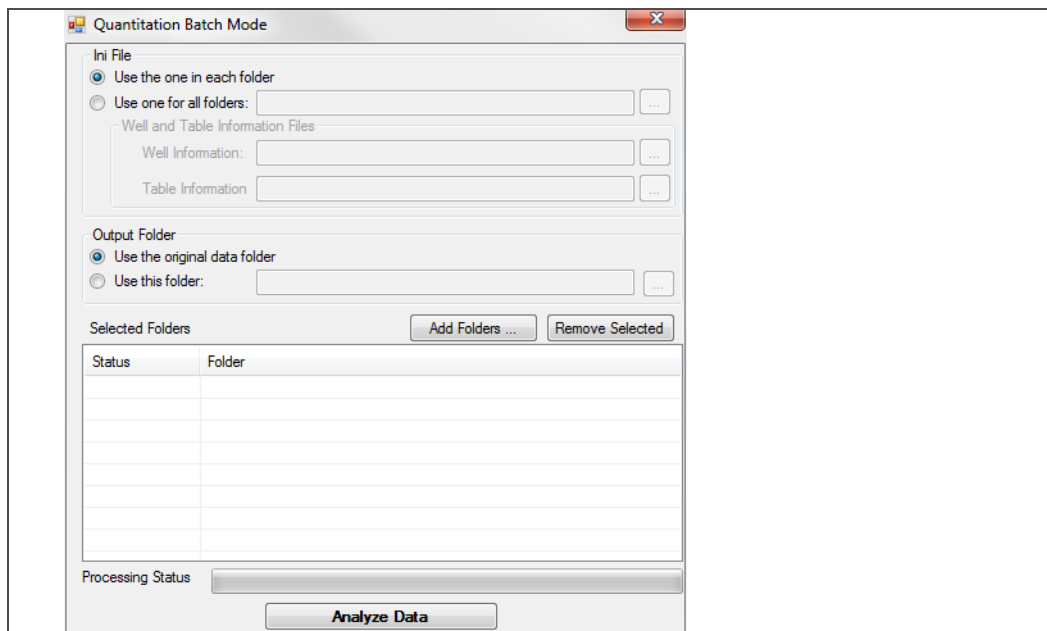 Quantitation Batch Mode
Ini File
Use the one in each folder
Use one for all folders:
...
Well and Table Information Files
Well Information:
...
Table Information
...
Output Folder
Use the original data folder
Use this folder:
...
Selected Folders
Add Folders ...
Remove Selected
Status Folder
Processing Status
Analyze Data